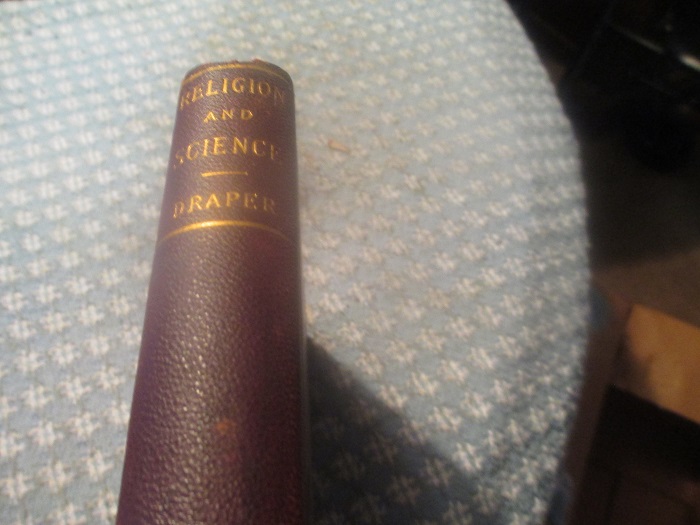 RELIGION
AND
SCIENCE
DRAPER